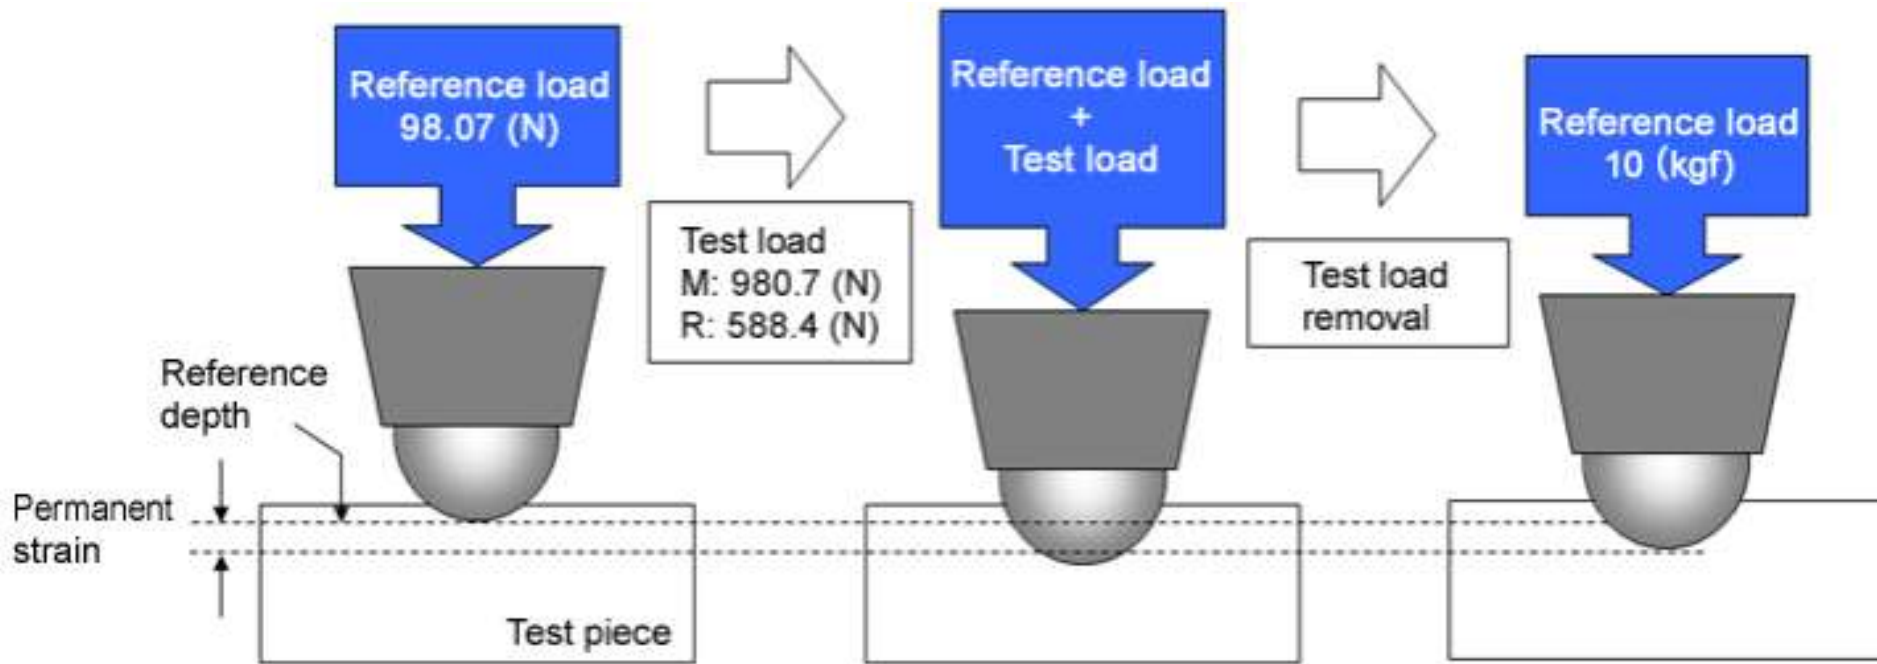 Reference load
98.07 (N)
Test load
M: 980.7 (N)
R: 588.4 (N)
Reference load
+
Test load
Test load
removal
Reference load
10 (kgf)
Reference
depth
Permanent
strain
Test piece